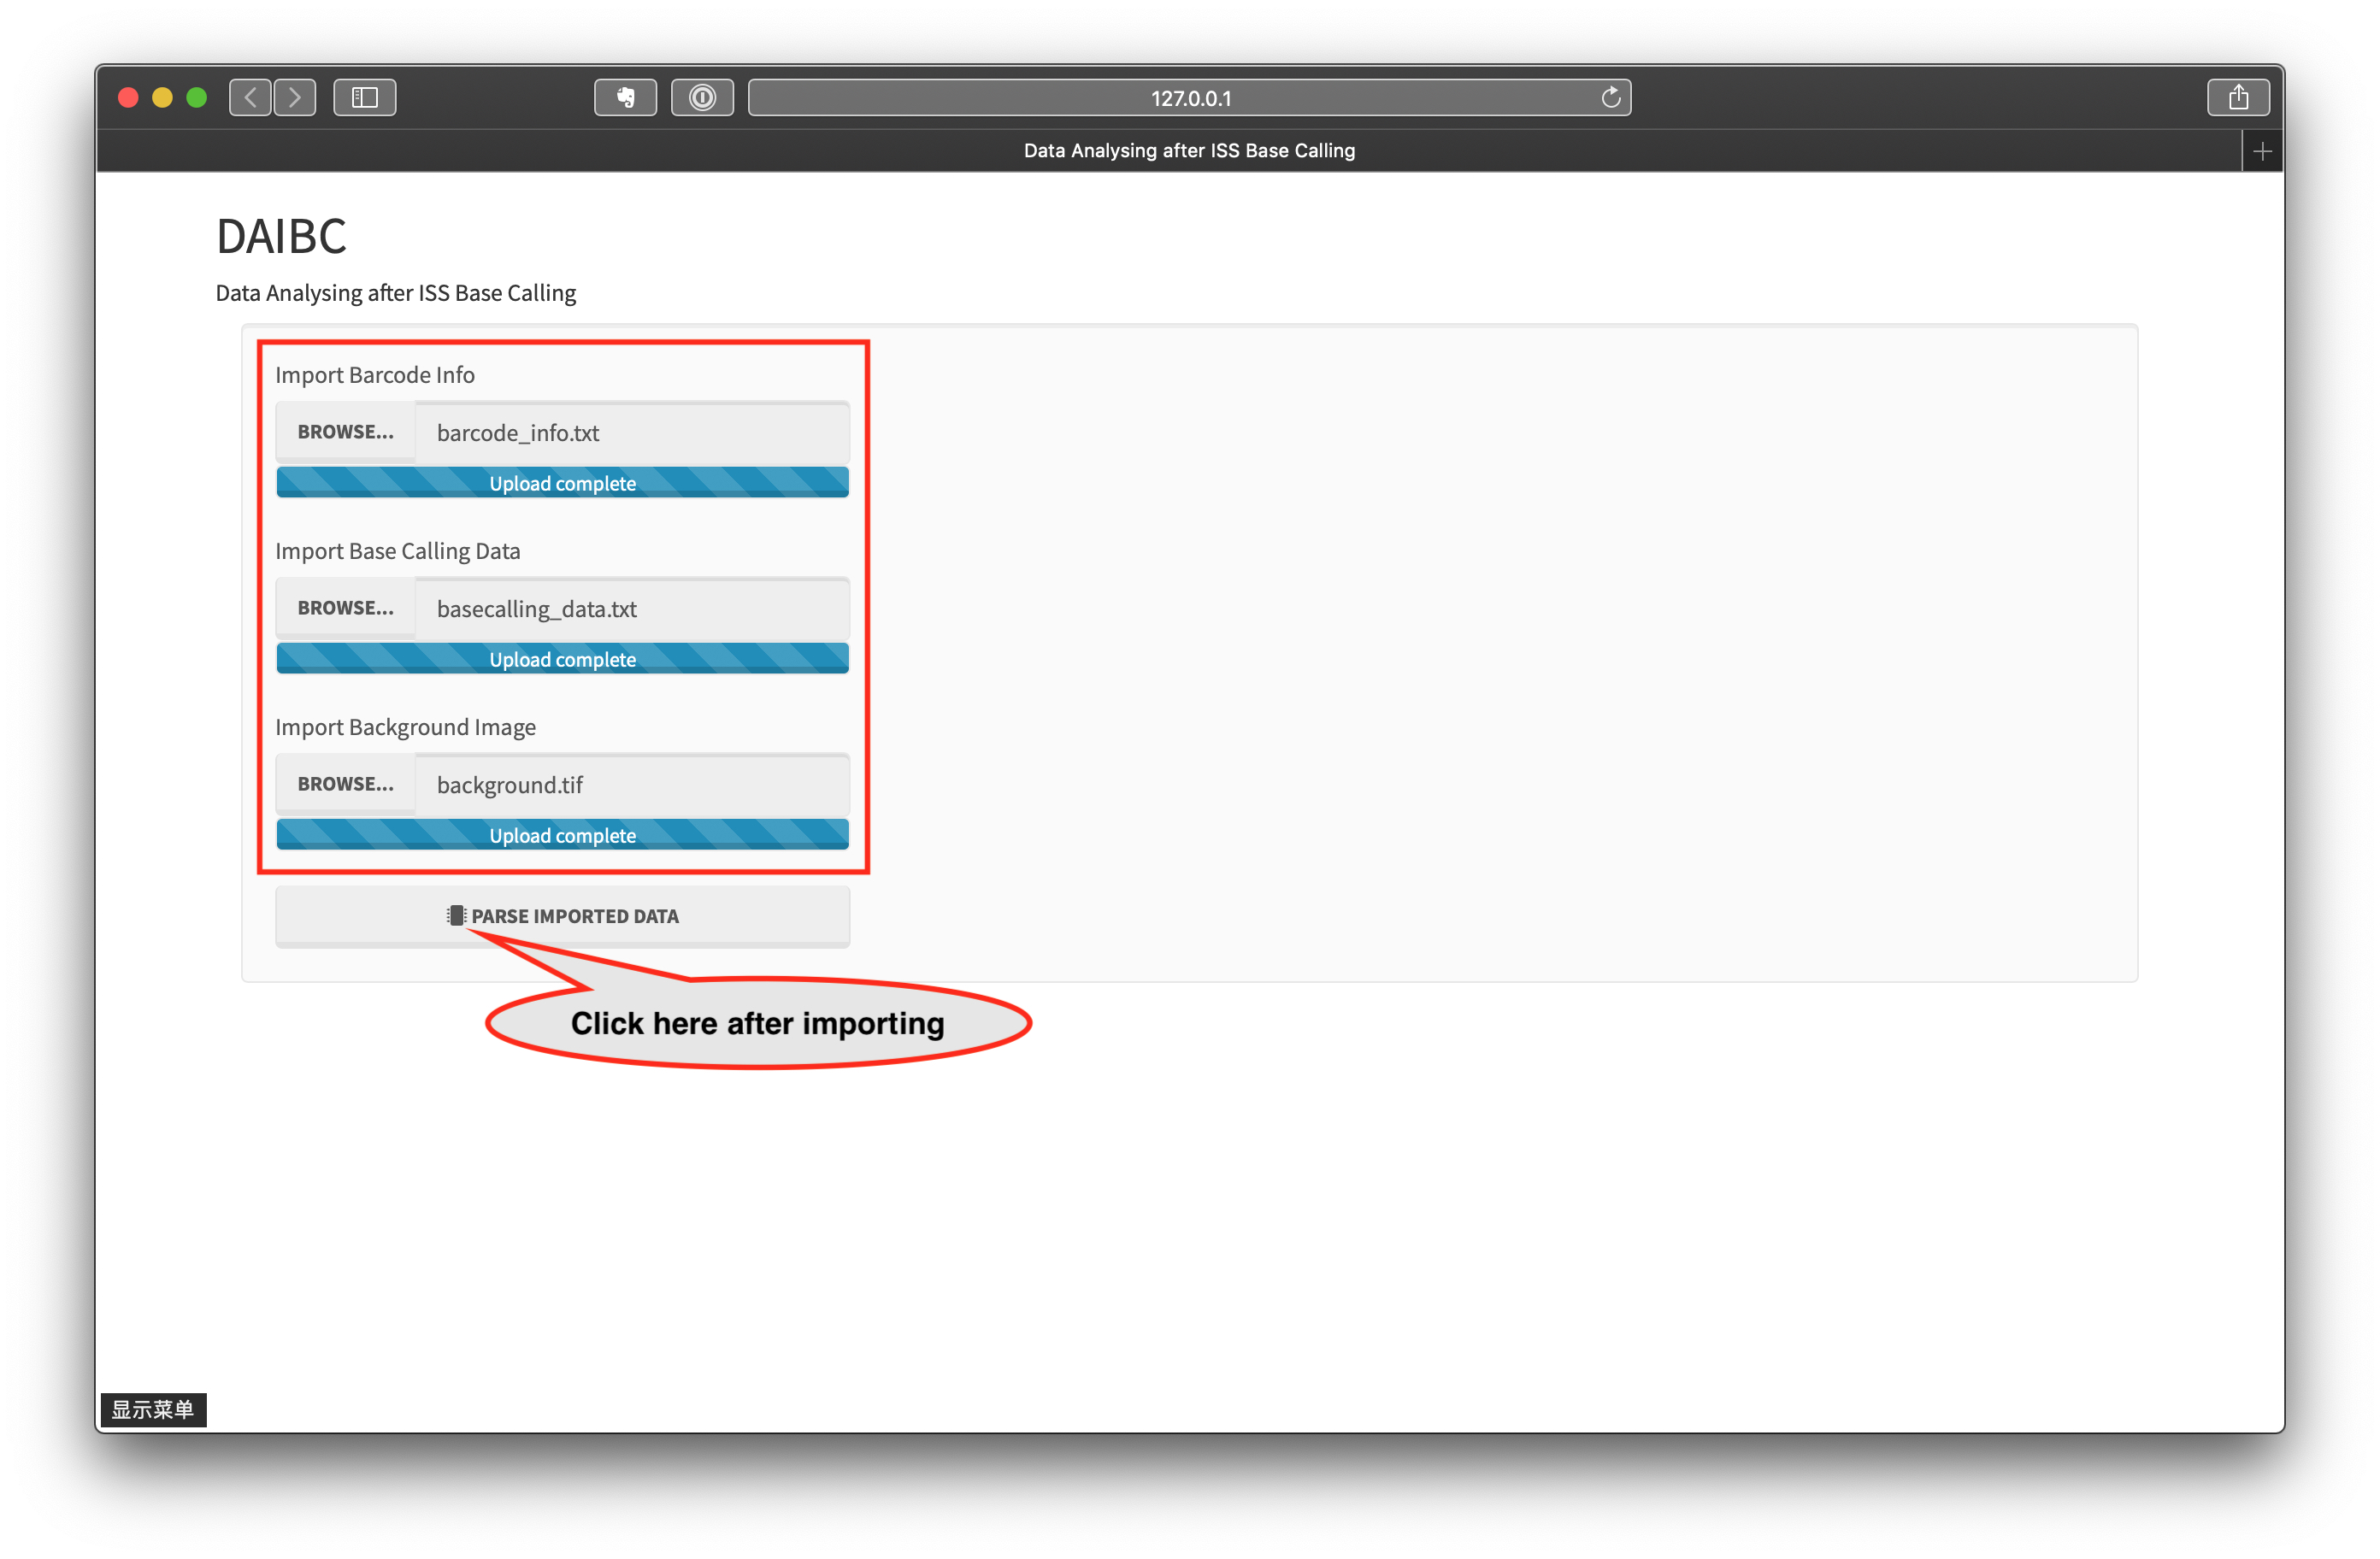 127.0.0.1
Data Analysing after ISS Base Calling
DAIBC
Data Analysing after ISS Base Calling
Import Barcode Info
BROWSE...
barcode_info.txt
Upload complete
Import Base Calling Data
BROWSE...
basecalling_data.txt
Upload complete
Import Background Image
BROWSE...
background.tif
Upload complete
PARSE IMPORTED DATA
Click here after importing
显示菜单